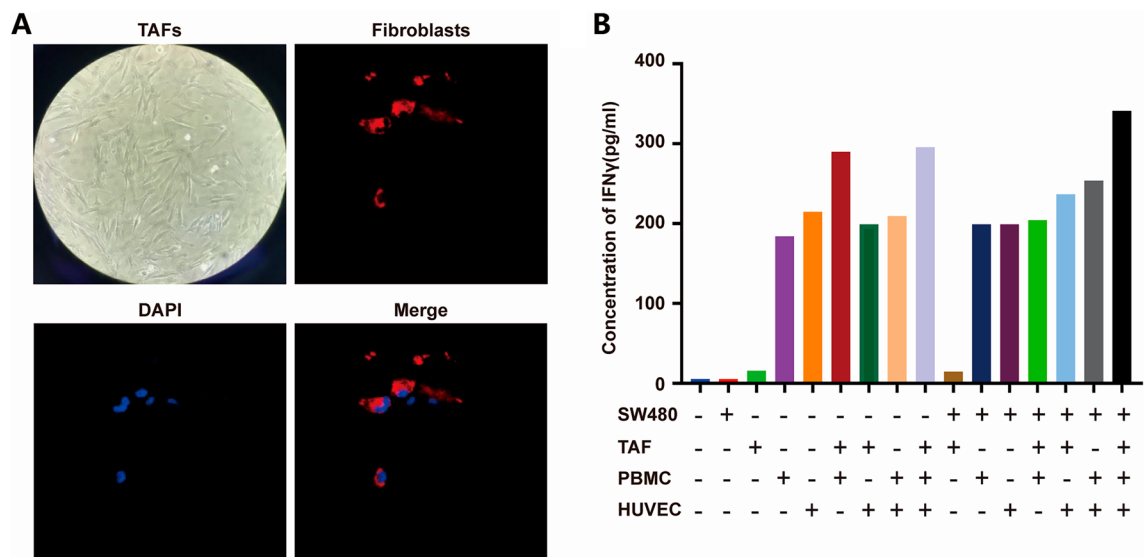 A
TAFs
Fibroblasts
DAPI
Merge
B
Concentration of IFNγ(pg/ml)
400
300
200
100
0
SW480 - + - - - - - - - + + + + + + +
TAF - - + - - + + - + + - - + + - +
PBMC - - - + - + - + + - + - + - + +
HUVEC - - - - + - + + + - - + - + + +